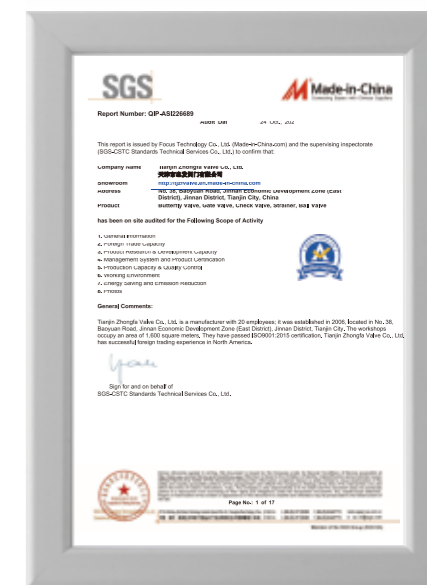 SGS
Made-in-China
Connecting Buyers with Chinese Suppliers
Report Number: QIP-ASI226689
Audit Date
This report is issued by Focus Technology Co., Ltd. (Made-in-China.com) and the supervising inspectorate
(SGS-CSTC Standards Technical Services Co., Ltd.) to confirm that:
Company Name Tianjin Zhongfa Valve Co., Ltd.
Showroom http://tjzfvalve.en.made-in-china.com
Address No. 38, Baoyuan Road, Jinnan Economic Development Zone (East
District), Jinnan District, Tianjin City, China
Product Butterfly Valve, Gate Valve, Check Valve, Strainer, Ball Valve
has been on site audited for the Following Scope of Activity
1. General Information
2. Foreign Trade Capacity
3. Product Research & Development Capacity
4. Management System and Product Certification
5. Production Capacity & Quality Control
6. Working Environment
7. Energy Saving and Emission Reduction
8. Photos
General Comments:
Tianjin Zhongfa Valve Co., Ltd. is a manufacturer with 20 employees; it was established in 2006, located in No. 38,
Baoyuan Road, Jinnan Economic Development Zone (East District), Jinnan District, Tianjin City, The workshops
occupy an area of 1,600 square meters, They have passed ISO9001:2015 certification, Tianjin Zhongfa Valve Co., Ltd,
has successful foreign trading experience in North America.
Sign for and on behalf of
SGS-CSTC Standards Technical Services Co., Ltd.
Page No.: 1 of 17